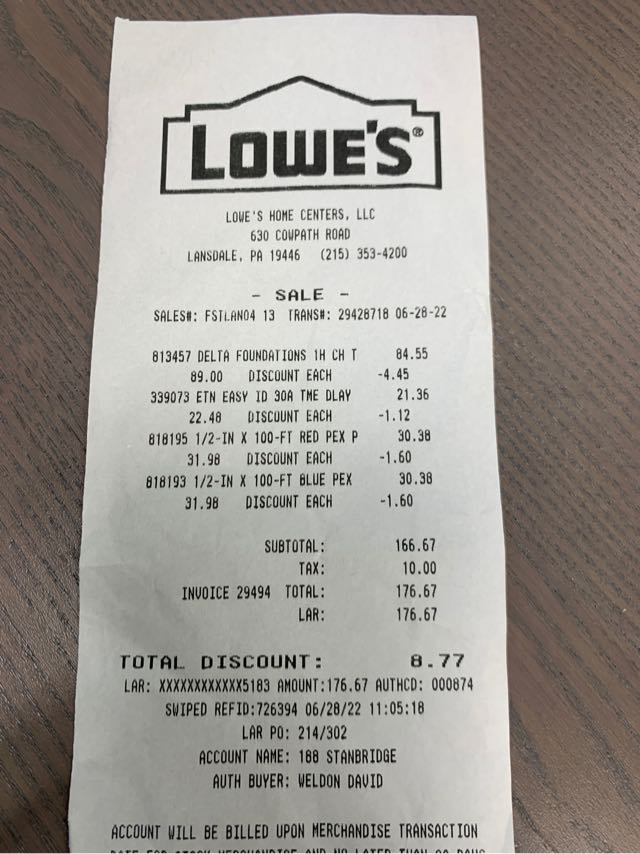 LOWE'S®
LOWE'S HOME CENTERS, LLC
630 COWPATH ROAD
LANSDALE, PA 19446 (215) 353-4200
- SALE -
SALES#: FSTLAN04 13 TRANS#: 29428718 06-28-22
813457 DELTA FOUNDATIONS 1H CH T 84.55
89.00 DISCOUNT EACH -4.45
339073 ETN EASY ID 30A TME DLAY 21.36
22.48 DISCOUNT EACH -1.12
818195 1/2-IN X 100-FT RED PEX P 30.38
31.98 DISCOUNT EACH -1.60
818193 1/2-IN X 100-FT BLUE PEX 30.38
31.98 DISCOUNT EACH -1.60
SUBTOTAL: 166.67
TAX: 10.00
INVOICE 29494 TOTAL: 176.67
LAR: 176.67
TOTAL DISCOUNT: 8.77
LAR: XXXXXXXXXXXX5183 AMOUNT:176.67 AUTHCD: 000874
SWIPED REFID:726394 06/28/22 11:05:18
LAR PO: 214/302
ACCOUNT NAME: 188 STANBRIDGE
AUTH BUYER: WELDON DAVID
ACCOUNT WILL BE BILLED UPON MERCHANDISE TRANSACTION